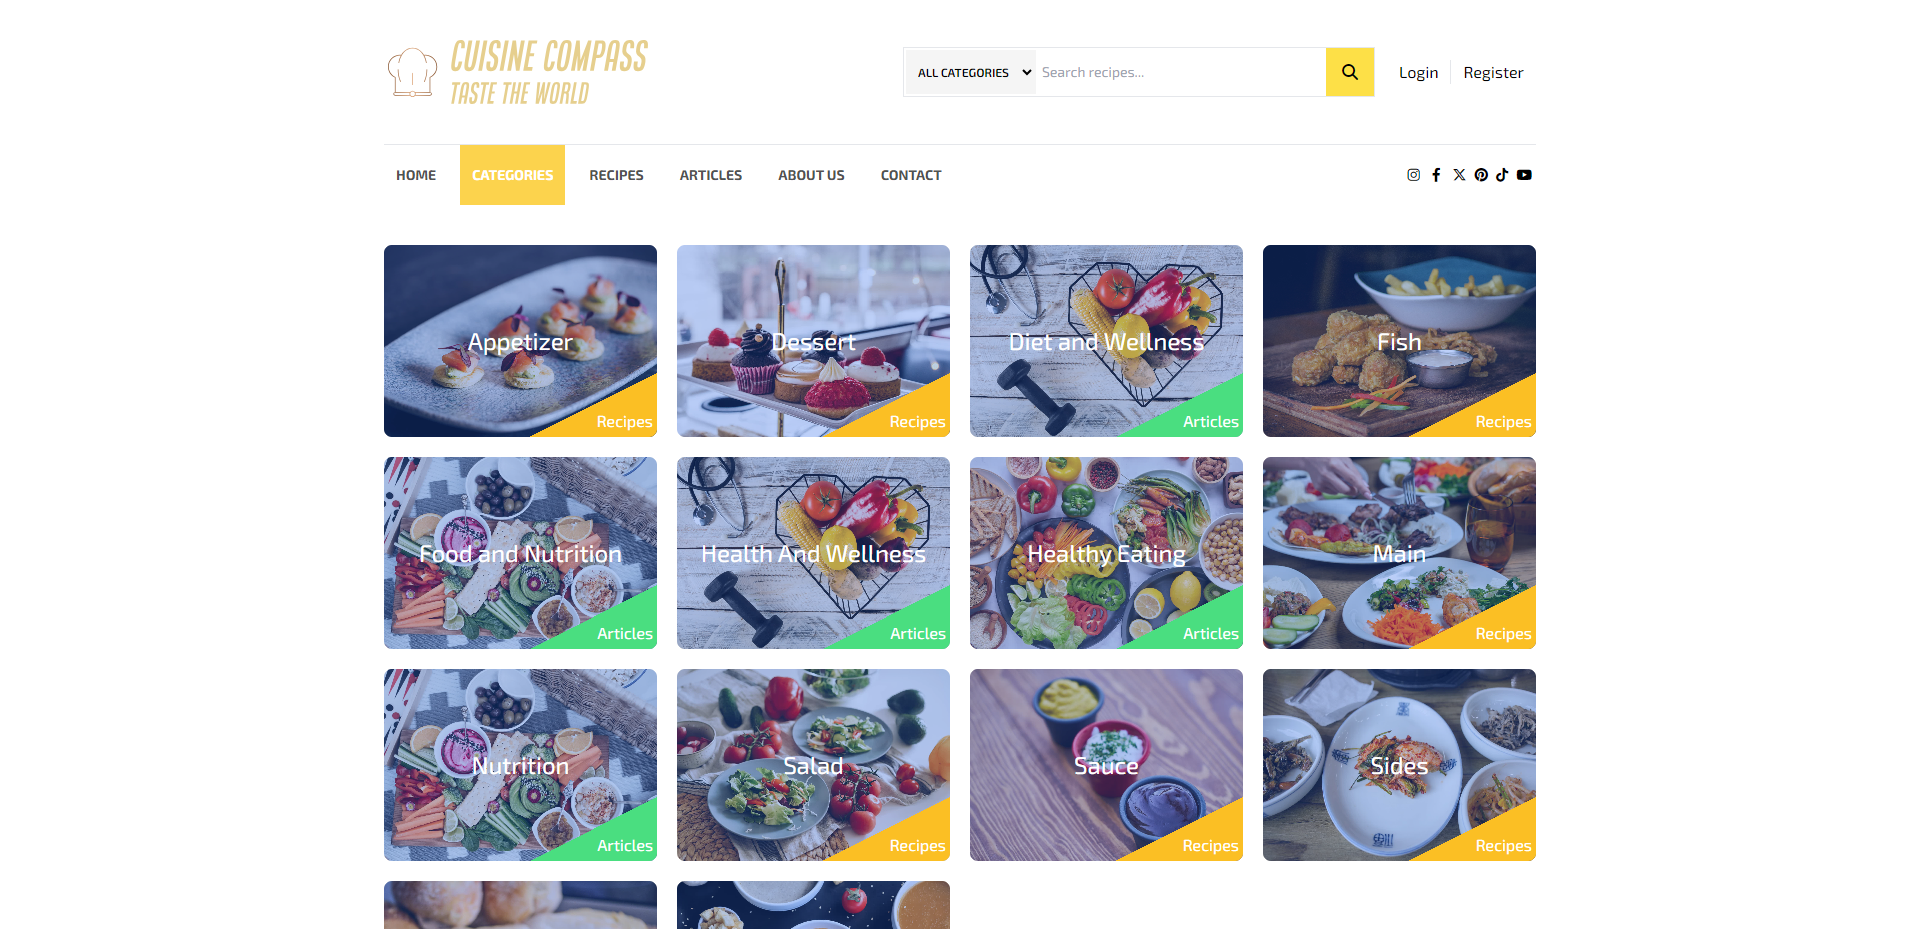 CUISINE COMPASS
TASTE THE WORLD
ALL CATEGORIES
Search recipes...
Login
Register
HOME
CATEGORIES
RECIPES
ARTICLES
ABOUT US
CONTACT
Appetizer
Recipes
Dessert
Recipes
Diet and Wellness
Articles
Fish
Recipes
Food and Nutrition
Articles
Health And Wellness
Articles
Healthy Eating
Articles
Main
Recipes
Nutrition
Articles
Salad
Recipes
Sauce
Recipes
Sides
Recipes